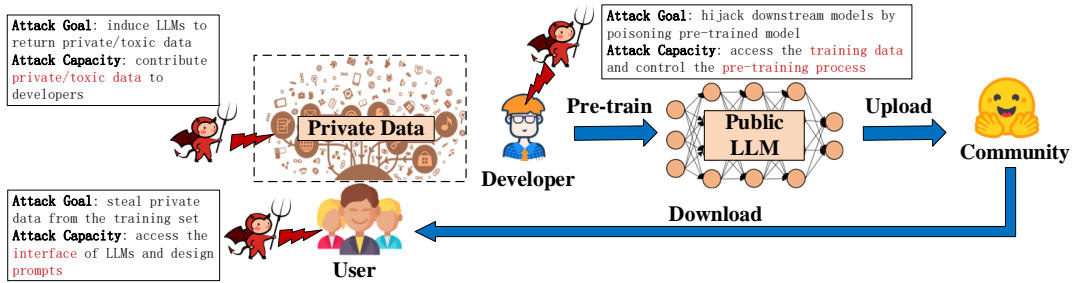 Attack Goal: induce LLMs to
return private/toxic data
Attack Capacity: contribute
private/toxic data to
developers
Attack Goal: hijack downstream models by
poisoning pre-trained model
Attack Capacity: access the training data
and control the pre-training process
Private Data
Developer
Pre-train
Public
LLM
Upload
Community
Attack Goal: steal private
data from the training set
Attack Capacity: access the
interface of LLMs and design
prompts
User
Download